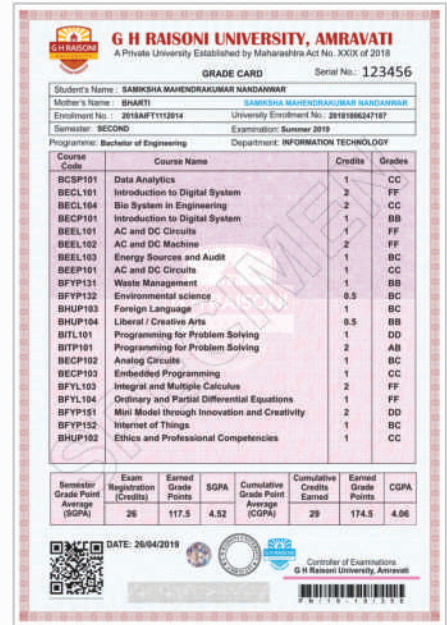 G H RAISONI UNIVERSITY, AMRAVATI
A Private University Established by Maharashtra Act No. XXIX of 2018
G H RAISONI
GRADE CARD Serial No.: 123456
Student's Name : SAMIKSHA MAHENDRAKUMAR NANDANWAR
Mother's Name : BHARTI SAMIKSHA MAHENDRAKUMAR NANDANWAR
Enrollment No. : 2018AIFT1112014 University Enrollment No.: 20181806247187
Semester: SECOND Examination: Summer 2019
Programme: Bachelor of Engineering Department: INFORMATION TECHNOLOGY
Course Code Course Name Credits Grades
BCSP101 Data Analytics 1 CC
BECL101 Introduction to Digital System 2 FF
BECL104 Bio System in Engineering 2 CC
BECP101 Introduction to Digital System 1 BB
BEEL101 AC and DC Circuits 1 FF
BEEL102 AC and DC Machine 2 FF
BEEL103 Energy Sources and Audit 1 BC
BEEP101 AC and DC Circuits 1 CC
BFYP131 Waste Management 1 BB
BFYP132 Environmental science 0.5 BC
BHUP103 Foreign Language 1 BC
BHUP104 Liberal / Creative Arts 0.5 BB
BITL101 Programming for Problem Solving 1 DD
BITP101 Programming for Problem Solving 2 AB
BECP102 Analog Circuits 1 BC
BECP103 Embedded Programming 1 CC
BFYL103 Integral and Multiple Calculus 2 FF
BFYL104 Ordinary and Partial Differential Equations 1 FF
BFYP151 Mini Model through Innovation and Creativity 2 DD
BFYP152 Internet of Things 1 BC
BHUP102 Ethics and Professional Competencies 1 CC
SPECIMEN
Semester Grade Point Average (SGPA) Exam Registration (Credits) Earned Grade Points SGPA Cumulative Grade Point Average (CGPA) Cumulative Credits Earned Earned Grade Points CGPA
26 117.5 4.52 29 174.5 4.06
DATE: 26/04/2019
Controller of Examinations
G H Raisoni University, Amravati